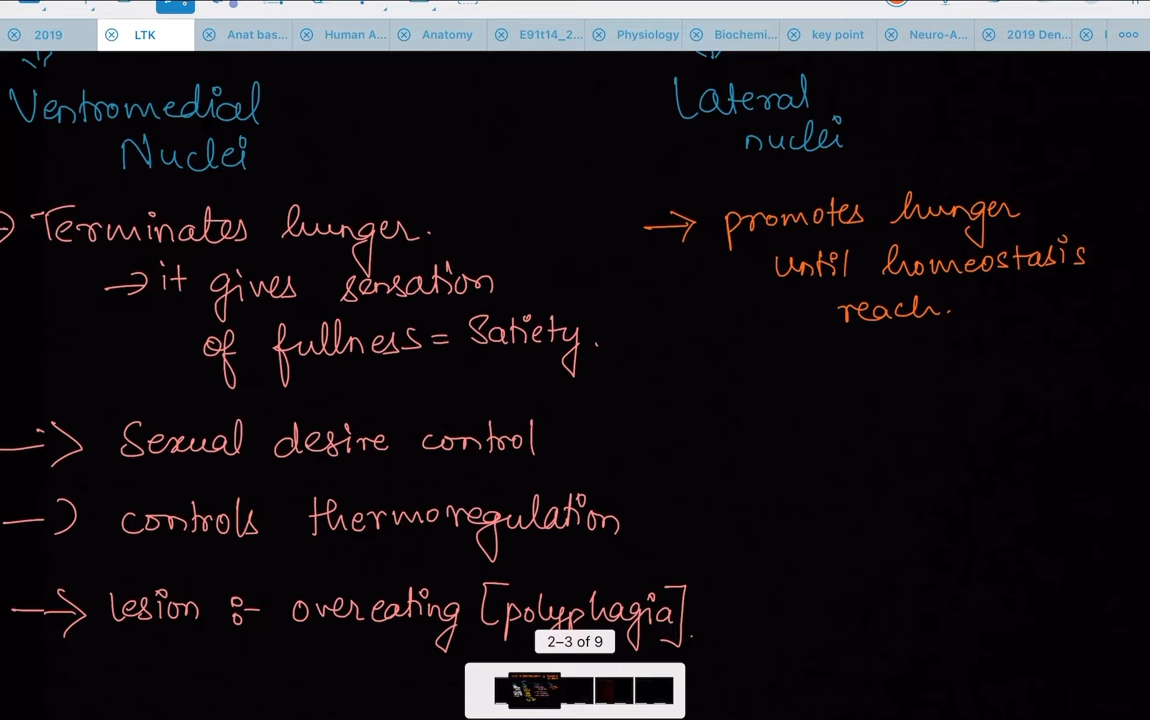 2019 LTK Anat bas... Human A... Anatomy E91t14_2... Physiology Biochemi... key point Neuro-A... 2019 Den...
Ventromedial
Nuclei
Terminates hunger.
→ it gives sensation
of fullness = Satiety.
→ Sexual desire control
→ controls thermoregulation
→ lesion :- overeating [polyphagia].
Lateral
nuclei
→ promotes hunger
until homeostasis
reach.
2–3 of 9